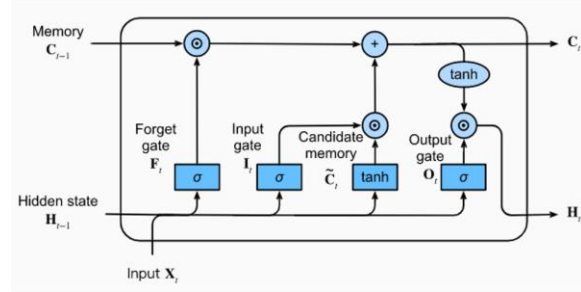 Memory
C_{t-1}
C_t
tanh
Forget
gate
F_t
Input
gate
I_t
Candidate
memory
C̃_t
Output
gate
O_t
σ
σ
tanh
σ
Hidden state
H_{t-1}
H_t
Input X_t